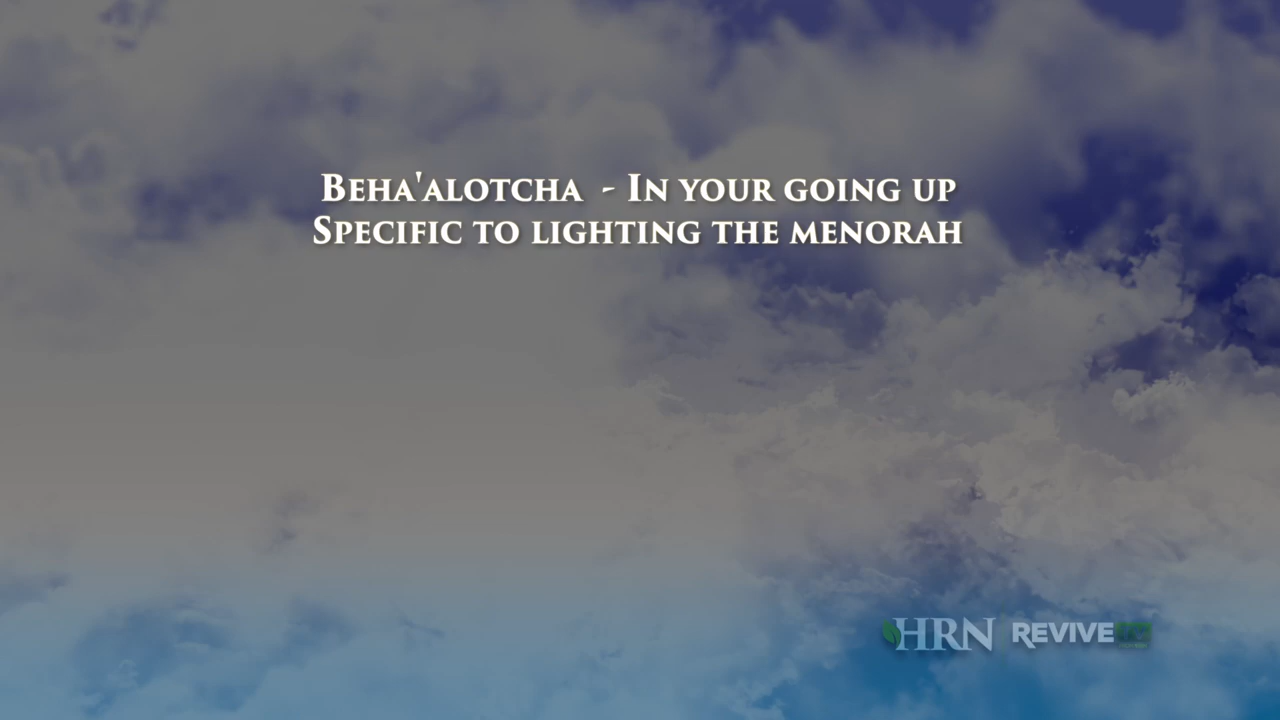 Beha'alotcha - In your going up
Specific to lighting the menorah
HRN REVIVE